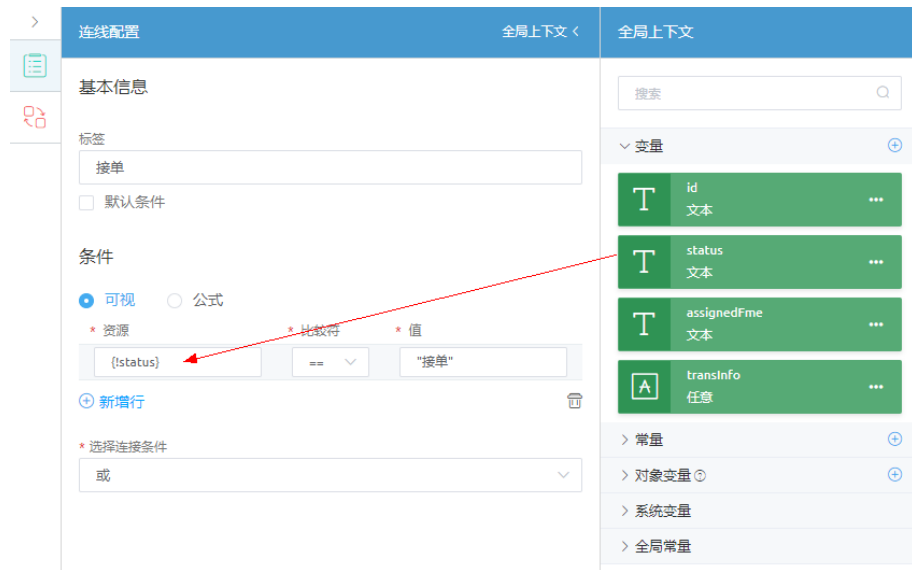 连线配置
全局上下文
基本信息
标签
接单
默认条件
条件
可视
公式
* 资源
* 比较符
* 值
{!status}
==
"接单"
新增行
* 选择连接条件
或
全局上下文
搜索
变量
id
文本
status
文本
assignedFme
文本
transInfo
任意
常量
对象变量
系统变量
全局常量